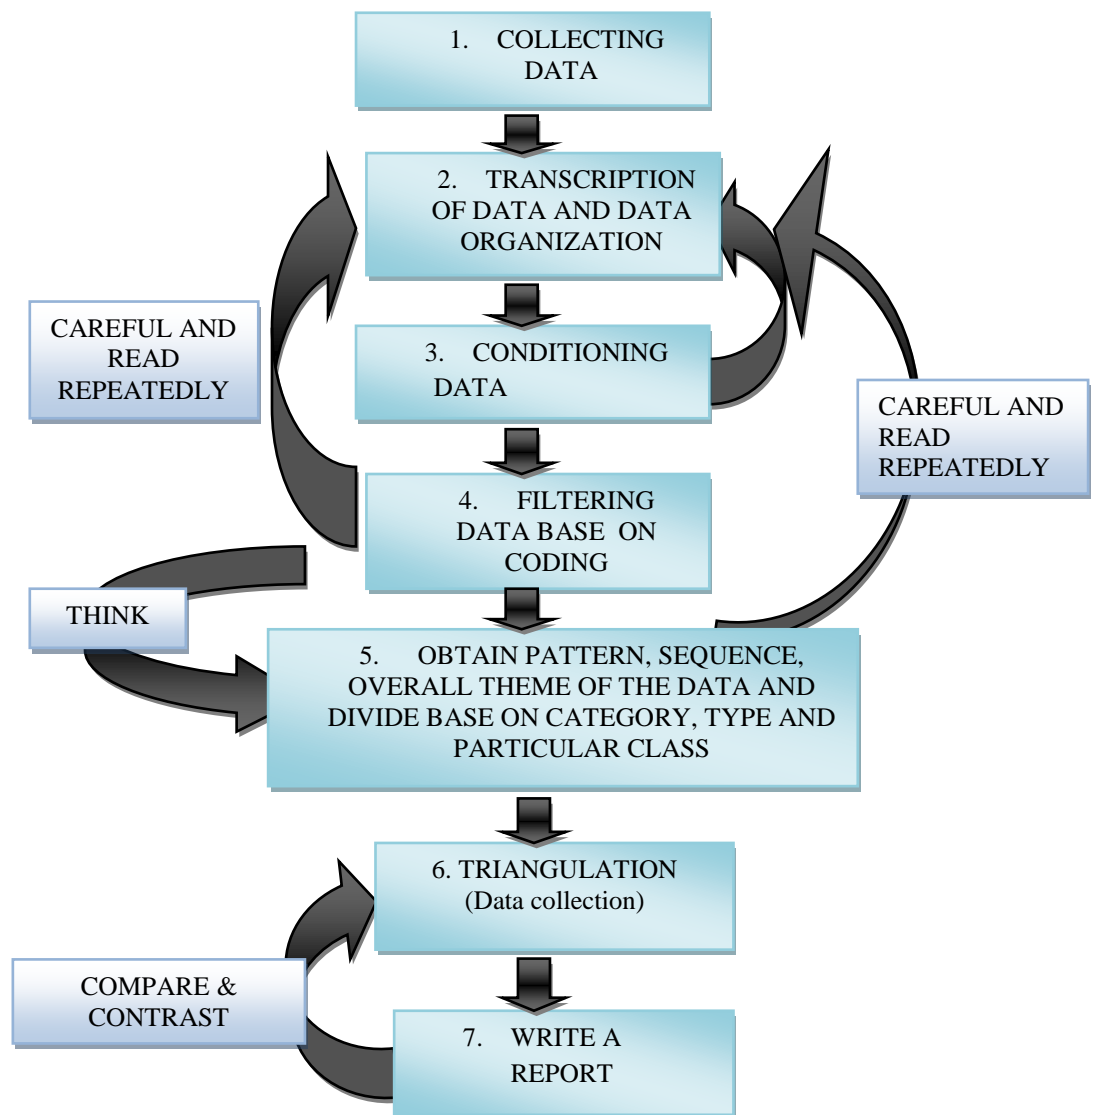 1. COLLECTING
DATA
2. TRANSCRIPTION
OF DATA AND DATA
ORGANIZATION
CAREFUL AND
READ
REPEATEDLY
3. CONDITIONING
DATA
CAREFUL AND
READ
REPEATEDLY
4. FILTERING
DATA BASE ON
CODING
THINK
5. OBTAIN PATTERN, SEQUENCE,
OVERALL THEME OF THE DATA AND
DIVIDE BASE ON CATEGORY, TYPE AND
PARTICULAR CLASS
6. TRIANGULATION
(Data collection)
COMPARE &
CONTRAST
7. WRITE A
REPORT